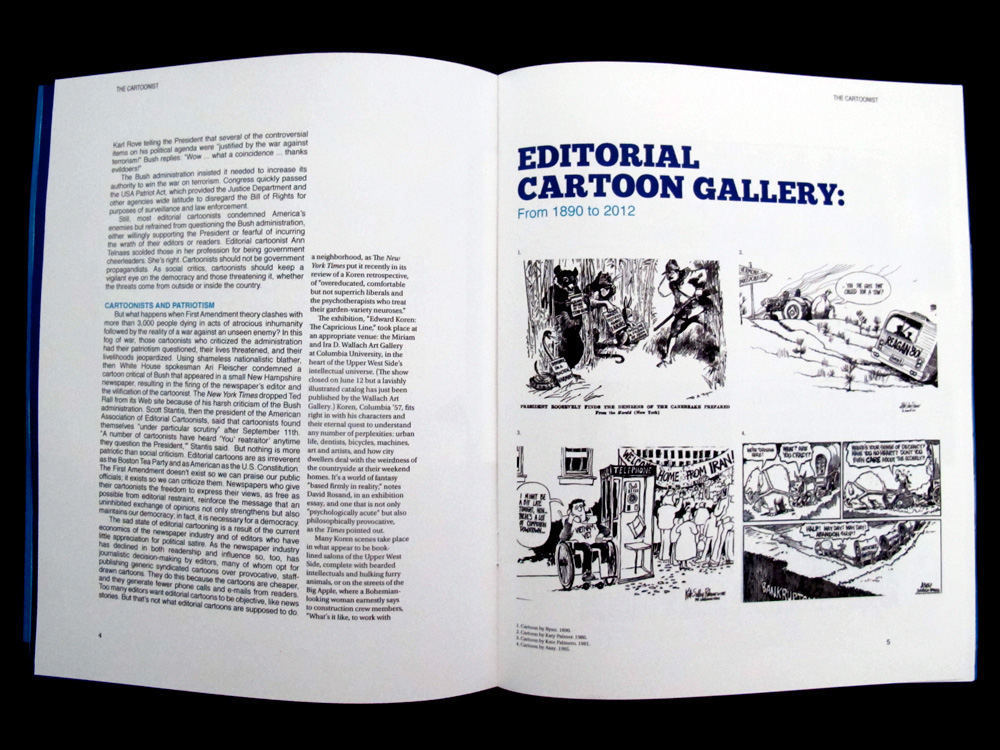 THE CARTOONIST
Karl Rove telling the President that several of the controversial
items on his political agenda were "justified by the war against
terrorism!" Bush replies: "Wow ... what a coincidence ... thanks
evildoers!"
The Bush administration insisted it needed to increase its
authority to win the war on terrorism. Congress quickly passed
the USA Patriot Act, which provided the Justice Department and
other agencies wide latitude to disregard the Bill of Rights for
purposes of surveillance and law enforcement.
Still, most editorial cartoonists condemned America's
enemies but refrained from questioning the Bush administration,
either willingly supporting the President or fearful of incurring
the wrath of their editors or readers. Editorial cartoonist Ann
Telnaes scolded those in her profession for being government
cheerleaders. She's right. Cartoonists should not be government
propagandists. As social critics, cartoonists should keep a
vigilant eye on the democracy and those threatening it, whether
the threats come from outside or inside the country.
CARTOONISTS AND PATRIOTISM
But what happens when First Amendment theory clashes with
more than 3,000 people dying in acts of atrocious inhumanity
followed by the reality of a war against an unseen enemy? In this
fog of war, those cartoonists who criticized the administration
had their patriotism questioned, their lives threatened, and their
livelihoods jeopardized. Using shameless nationalistic blather,
then White House spokesman Ari Fleischer condemned a
cartoon critical of Bush that appeared in a small New Hampshire
newspaper, resulting in the firing of the newspaper's editor and
the vilification of the cartoonist. The New York Times dropped Ted
Rall from its Web site because of his harsh criticism of the Bush
administration. Scott Stantis, then the president of the American
Association of Editorial Cartoonists, said that cartoonists found
themselves "under particular scrutiny" after September 11th.
"A number of cartoonists have heard 'You' retraitor' anytime
they question the President," Stantis said. But nothing is more
patriotic than social criticism. Editorial cartoons are as irreverent
as the Boston Tea Party and as American as the U.S. Constitution.
The First Amendment doesn't exist so we can praise our public
officials; it exists so we can criticize them. Newspapers who give
their cartoonists the freedom to express their views, as free as
possible from editorial restraint, reinforce the message that an
uninhibited exchange of opinions not only strengthens but also
maintains our democracy; in fact, it is necessary for a democracy.
The sad state of editorial cartooning is a result of the current
economics of the newspaper industry and of editors who have
little appreciation for political satire. As the newspaper industry
has declined in both readership and influence so, too, has
journalistic decision-making by editors, many of whom opt for
publishing generic syndicated cartoons over provocative, staff-
drawn cartoons. They do this because the cartoons are cheaper,
and they generate fewer phone calls and e-mails from readers.
Too many editors want editorial cartoons to be objective, like news
stories. But that's not what editorial cartoons are supposed to do.
a neighborhood, as The New
York Times put it recently in its
review of a Koren retrospective,
of "overeducated, comfortable
but not superrich liberals and
the psychotherapists who treat
their garden-variety neuroses."
The exhibition, "Edward Koren:
The Capricious Line," took place at
an appropriate venue: the Miriam
and Ira D. Wallach Art Gallery
at Columbia University, in the
heart of the Upper West Side's
intellectual universe. (The show
closed on June 12 but a lavishly
illustrated catalog has just been
published by the Wallach Art
Gallery.) Koren, Columbia '57, fits
right in with his characters and
their eternal quest to understand
any number of perplexities: urban
life, dentists, bicycles, machines,
art and artists, and how city
dwellers deal with the weirdness of
the countryside at their weekend
homes. It's a world of fantasy
"based firmly in reality," notes
David Rosand, in an exhibition
essay, and one that is not only
"psychologically acute" but also
philosophically provocative,
as the Times pointed out.
Many Koren scenes take place
in what appear to be book-
lined salons of the Upper West
Side, complete with bearded
intellectuals and hulking furry
animals, or on the streets of the
Big Apple, where a Bohemian-
looking woman earnestly says
to construction crew members,
"What's it like, to work with
4
THE CARTOONIST
EDITORIAL
CARTOON GALLERY:
From 1890 to 2012
1.
PRESIDENT ROOSEVELT FINDS THE DENIZENS OF THE CANEBRAKE PREPARED
From the Herald (New York)
2.
...YOU THE GUYS THAT
CALLED FOR A TOW?
REAGAN '80
3.
TELEPHONE
HOME FROM IRAN!
I MIGHT BE
A BIT LATE
TONIGHT, MOM.
THERE'S A LOT
OF COMMOTION
DOWNTOWN...
4.
WE'RE TURNING
BACK!
WHAT? ARE
YOU CRAZY?
WHERE'S YOUR SENSE OF DECENCY?
HAVE YOU NO HEART? DON'T YOU
EVEN CARE ABOUT THE ELDERLY?
HELP! MAY DAY! MAY DAY!
ABANDON SHIP!
1. Cartoon by Ryan. 1890.
2. Cartoon by Katy Palmer. 1980.
4. Cartoon by Assy. 1985.
5